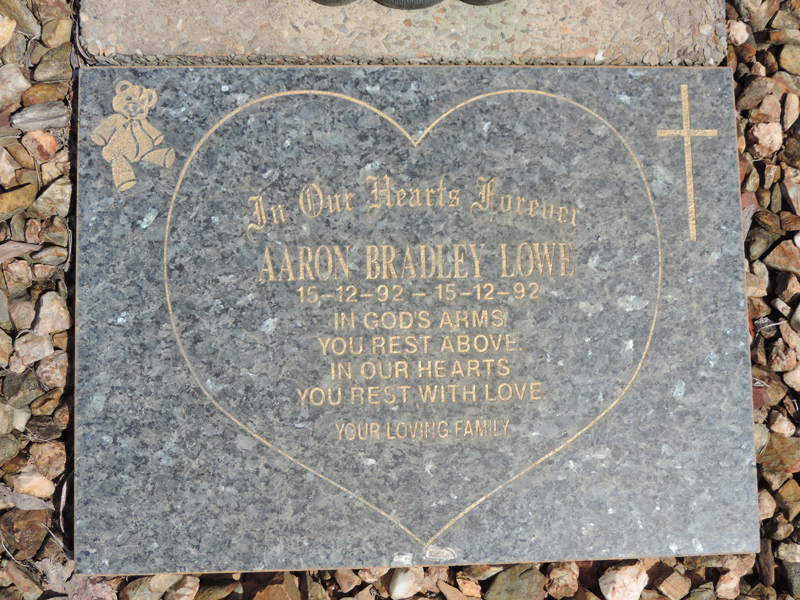 In Our Hearts Forever
AARON BRADLEY LOWE
15-12-92 - 15-12-92
IN GOD'S ARMS
YOU REST ABOVE
IN OUR HEARTS
YOU REST WITH LOVE
YOUR LOVING FAMILY